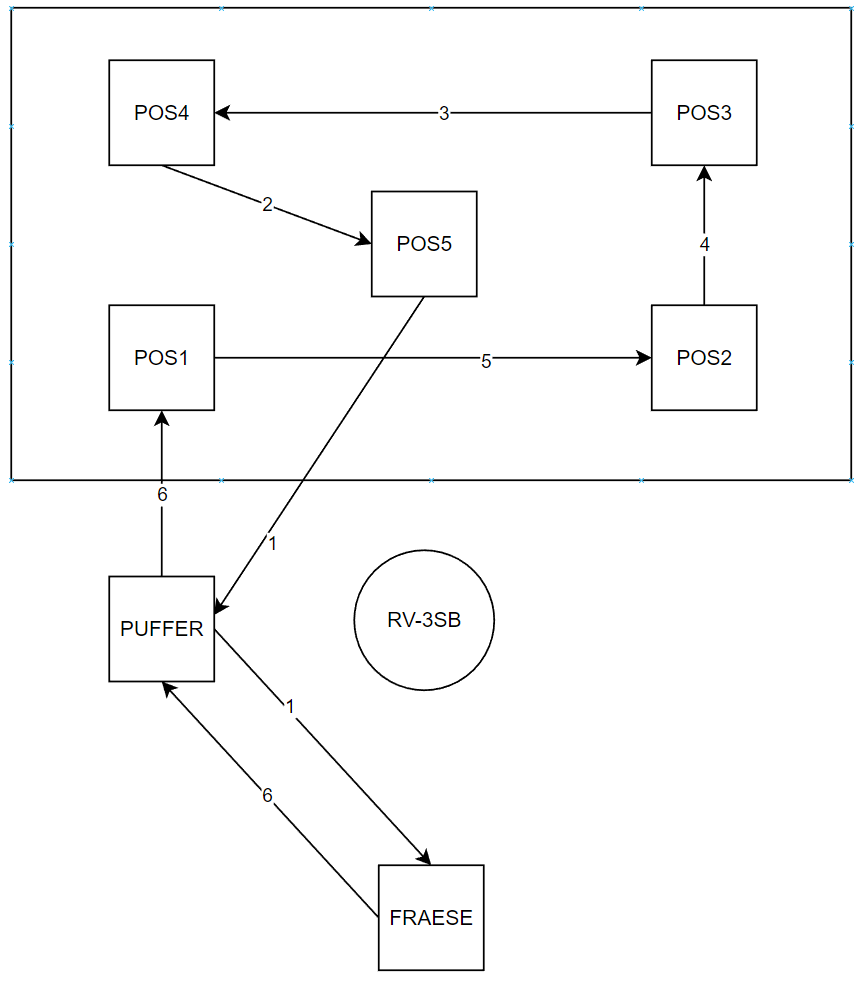 POS4
3
POS3
2
POS5
4
POS1
5
POS2
6
1
PUFFER
RV-3SB
1
6
FRAESE